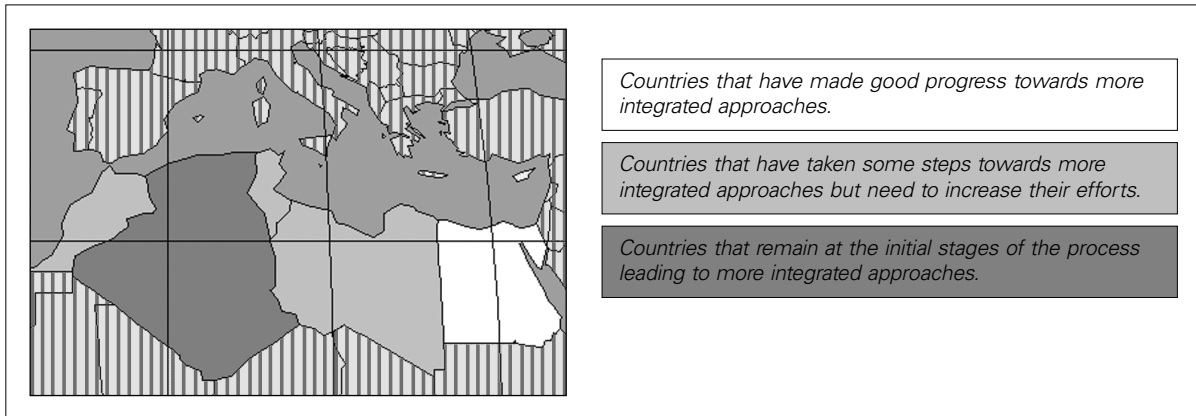 Countries that have made good progress towards more
integrated approaches.
Countries that have taken some steps towards more
integrated approaches but need to increase their efforts.
Countries that remain at the initial stages of the process
leading to more integrated approaches.